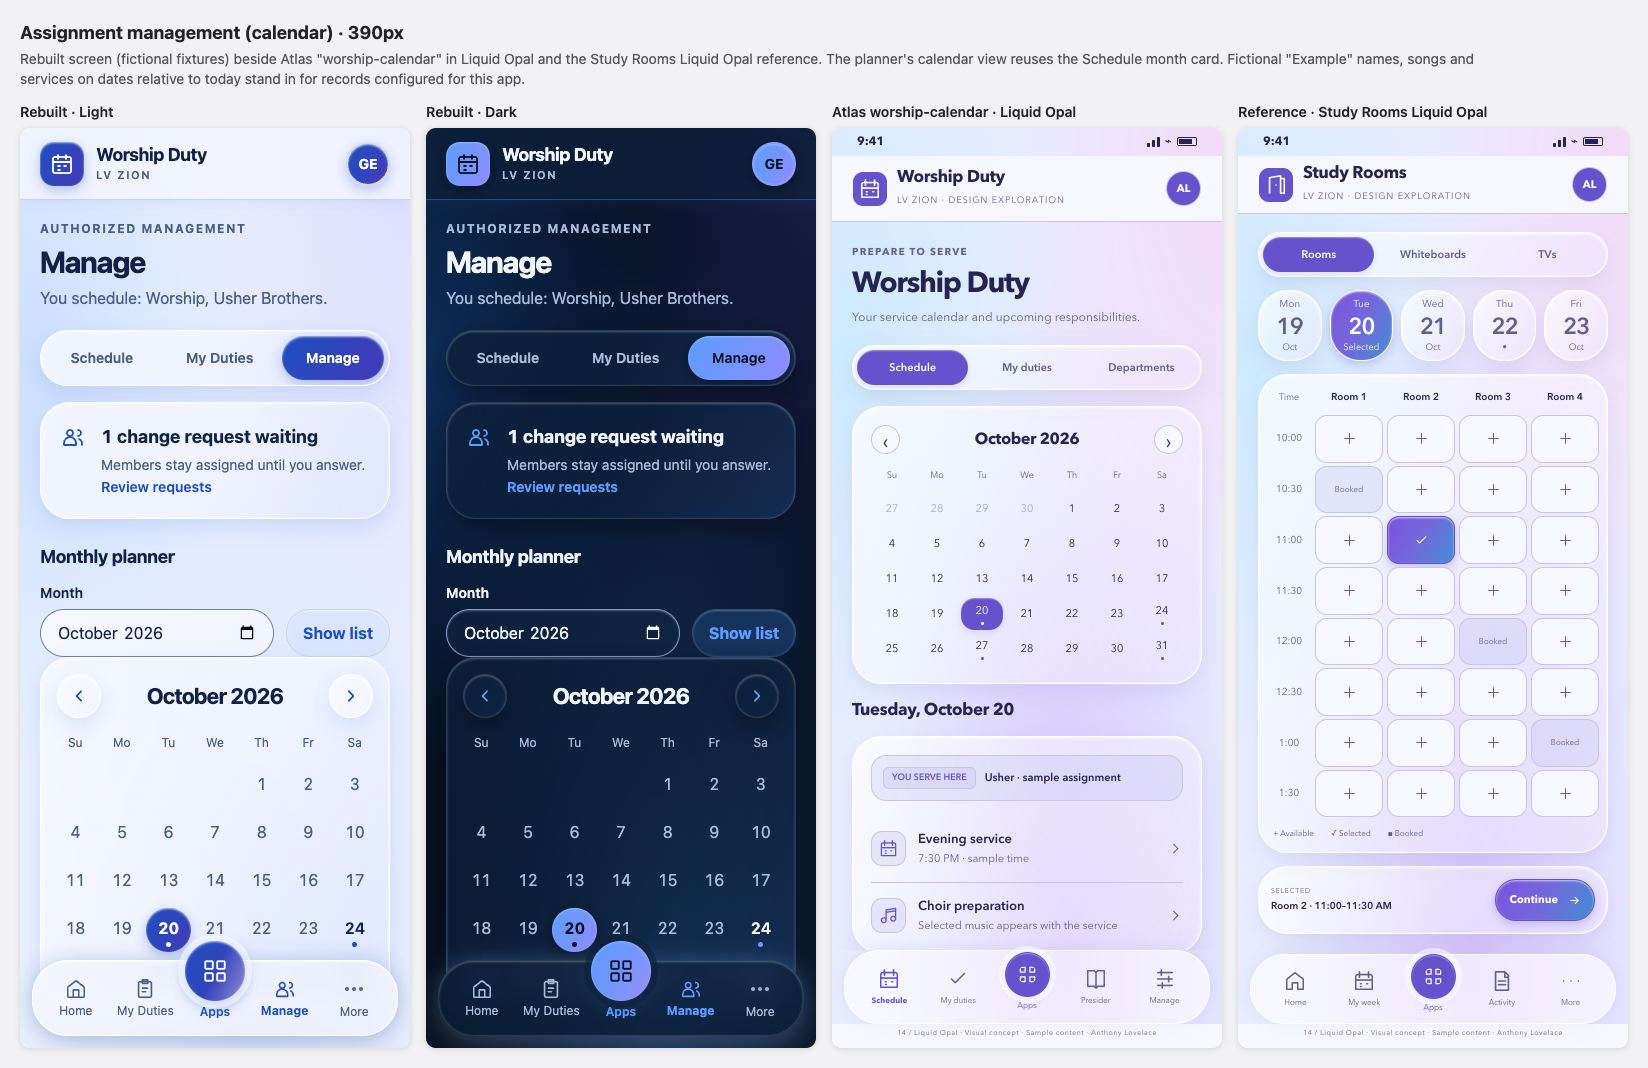 Assignment management (calendar) · 390px
Rebuilt screen (fictional fixtures) beside Atlas "worship-calendar" in Liquid Opal and the Study Rooms Liquid Opal reference. The planner's calendar view reuses the Schedule month card. Fictional "Example" names, songs and
services on dates relative to today stand in for records configured for this app.
Rebuilt · Light
Worship Duty
LV ZION
GE
AUTHORIZED MANAGEMENT
Manage
You schedule: Worship, Usher Brothers.
Schedule My Duties Manage
1 change request waiting
Members stay assigned until you answer.
Review requests
Monthly planner
Month
October 2026 Show list
October 2026
Su Mo Tu We Th Fr Sa
1 2 3
4 5 6 7 8 9 10
11 12 13 14 15 16 17
18 19 20 21 22 23 24
Home My Duties Apps Manage More
Rebuilt · Dark
Worship Duty
LV ZION
GE
AUTHORIZED MANAGEMENT
Manage
You schedule: Worship, Usher Brothers.
Schedule My Duties Manage
1 change request waiting
Members stay assigned until you answer.
Review requests
Monthly planner
Month
October 2026 Show list
October 2026
Su Mo Tu We Th Fr Sa
1 2 3
4 5 6 7 8 9 10
11 12 13 14 15 16 17
18 19 20 21 22 23 24
Home My Duties Apps Manage More
Atlas worship-calendar · Liquid Opal
9:41
Worship Duty
LV ZION · DESIGN EXPLORATION
AL
PREPARE TO SERVE
Worship Duty
Your service calendar and upcoming responsibilities.
Schedule My duties Departments
October 2026
Su Mo Tu We Th Fr Sa
27 28 29 30 1 2 3
4 5 6 7 8 9 10
11 12 13 14 15 16 17
18 19 20 21 22 23 24
25 26 27 28 29 30 31
Tuesday, October 20
YOU SERVE HERE Usher · sample assignment
Evening service
7:30 PM · sample time
Choir preparation
Selected music appears with the service
Schedule My duties Apps Presider Manage
14 / Liquid Opal · Visual concept · Sample content · Anthony Lovelace
Reference · Study Rooms Liquid Opal
9:41
Study Rooms
LV ZION · DESIGN EXPLORATION
AL
Rooms Whiteboards TVs
Mon Tue Wed Thu Fri
19 20 21 22 23
Oct Selected Oct • Oct
Time Room 1 Room 2 Room 3 Room 4
10:00 + + + +
10:30 Booked + + +
11:00 + ✓ + +
11:30 + + + +
12:00 + + Booked +
12:30 + + + +
1:00 + + + Booked
1:30 + + + +
+ Available ✓ Selected ■ Booked
SELECTED
Room 2 · 11:00–11:30 AM
Continue →
Home My week Apps Activity More
14 / Liquid Opal · Visual concept · Sample content · Anthony Lovelace